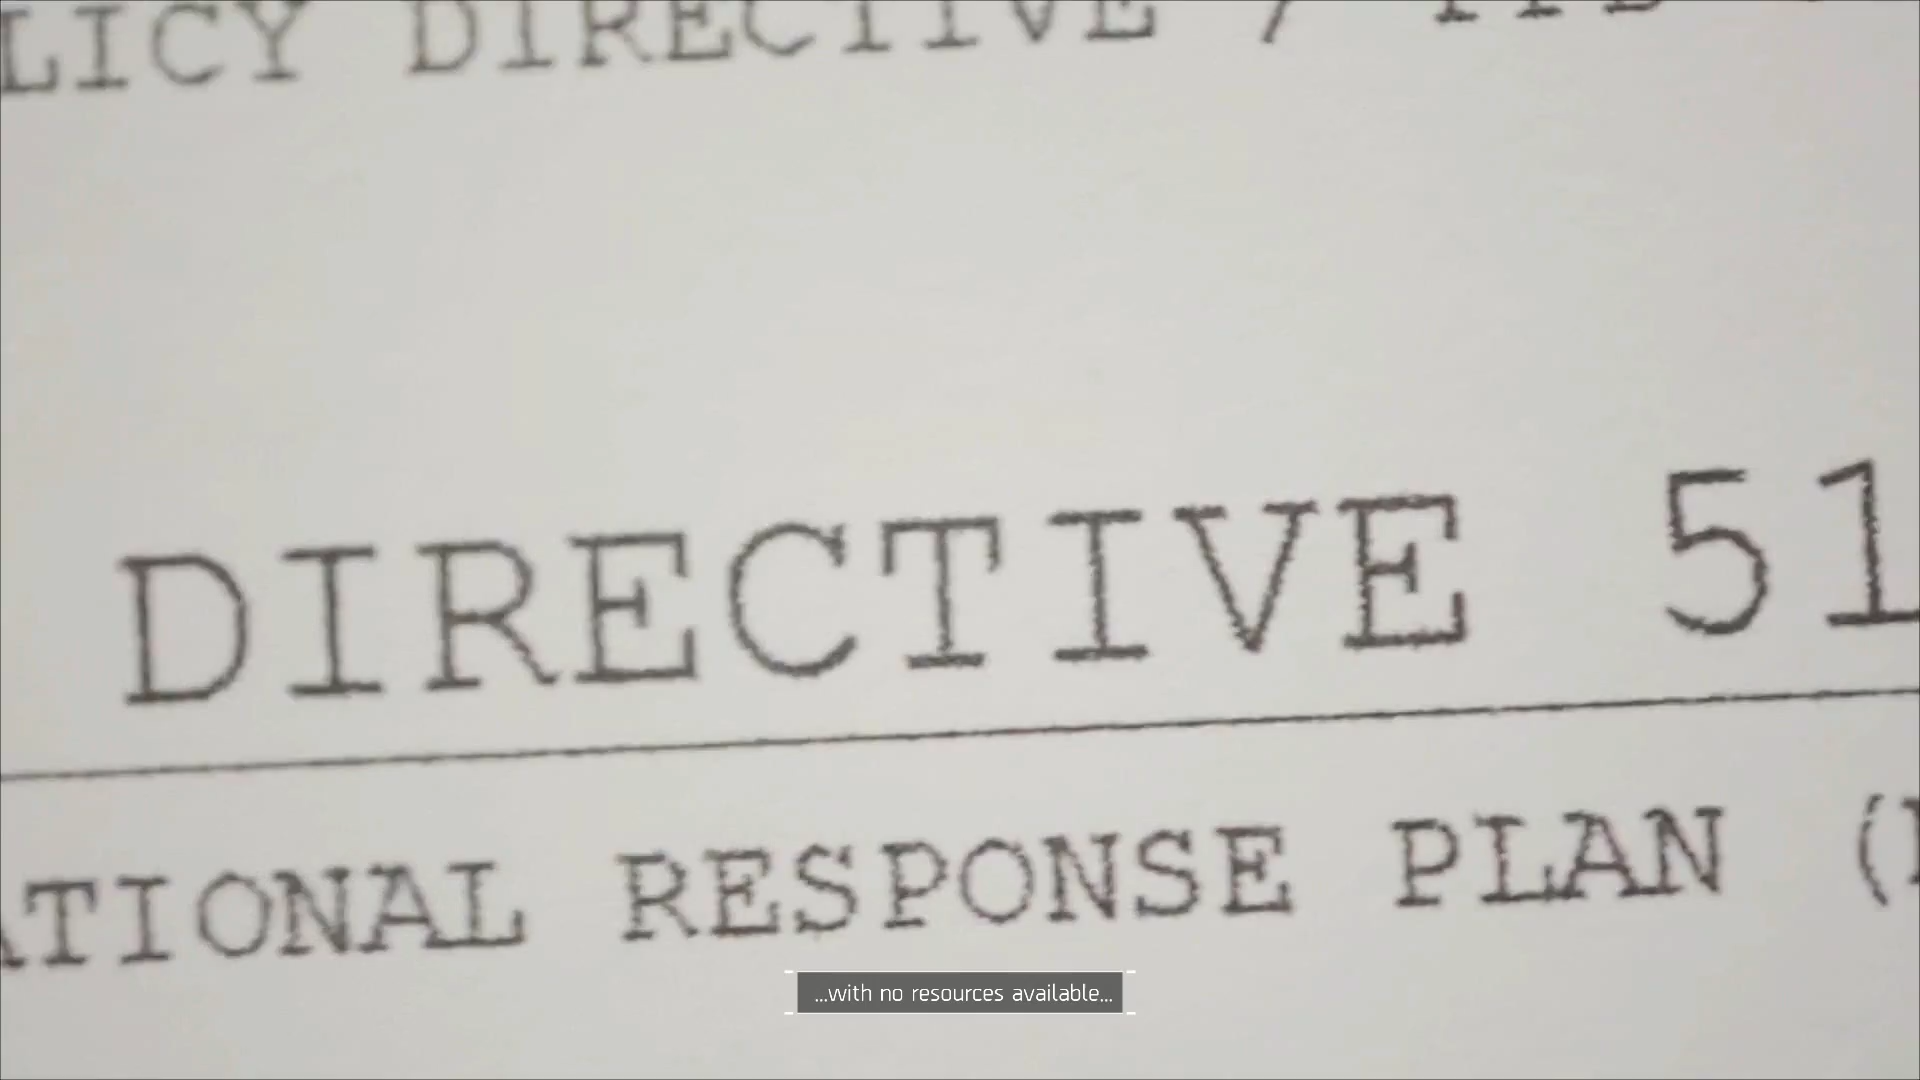 LICY DIRECTIVE /
DIRECTIVE 51
ATIONAL RESPONSE PLAN (
...with no resources available...